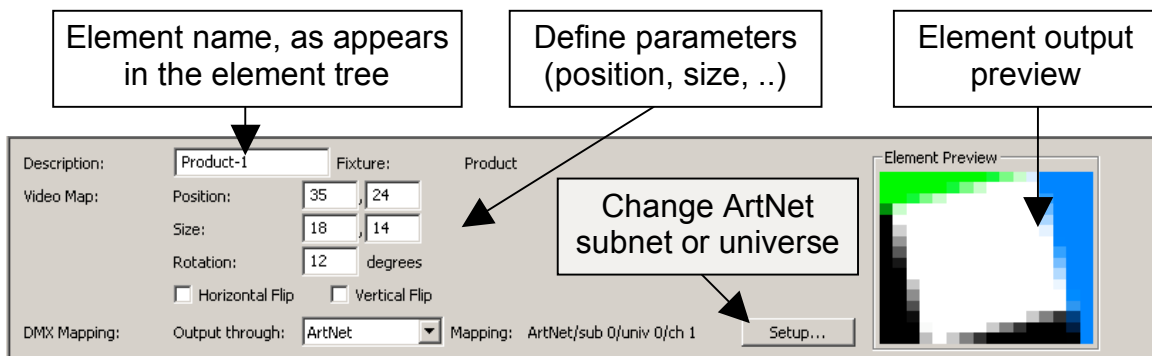 Element name, as appears
in the element tree
Define parameters
(position, size, ..)
Element output
preview
Description: Product-1 Fixture: Product
Element Preview
Video Map: Position: 35 , 24
Size: 18 , 14
Rotation: 12 degrees
Horizontal Flip Vertical Flip
Change ArtNet
subnet or universe
DMX Mapping: Output through: ArtNet Mapping: ArtNet/sub 0/univ 0/ch 1 Setup...